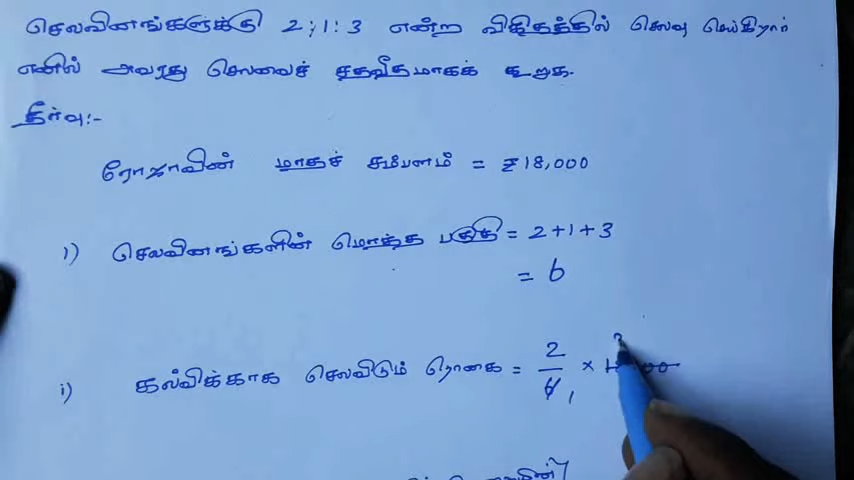 செலவினங்களுக்கு 2:1:3 என்ற விகிதத்தில் செலவு செய்கிறார்
எனில் அவரது செலவைச் சதவீதமாகக் கூறுக.
தீர்வு:-
ரோஜாவின் மாதச் சம்பளம் = ₹18,000
i) செலவினங்களின் மொத்த பகுதி = 2+1+3
= 6
i) கல்விக்காக செலவிடும் தொகை = 2/6 ×
1